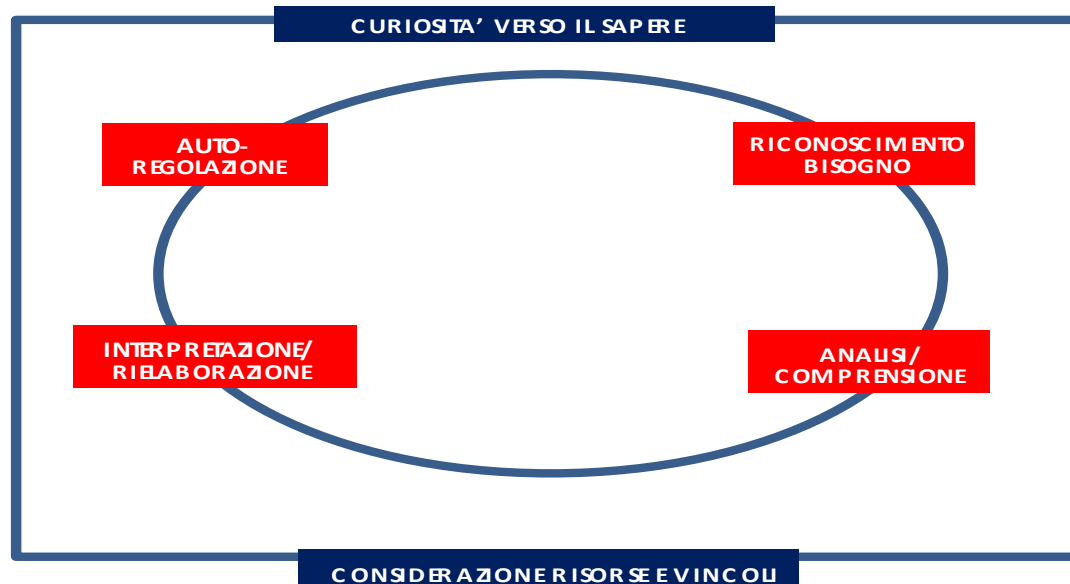 CURIOSITA’ VERSO IL SAPERE
AUTO-
REGOLAZIONE
RICONOSCIMENTO
BISOGNO
INTERPRETAZIONE/
RIELABORAZIONE
ANALISI/
COMPRENSIONE
CONSIDERAZIONE RISORSE E VINCOLI